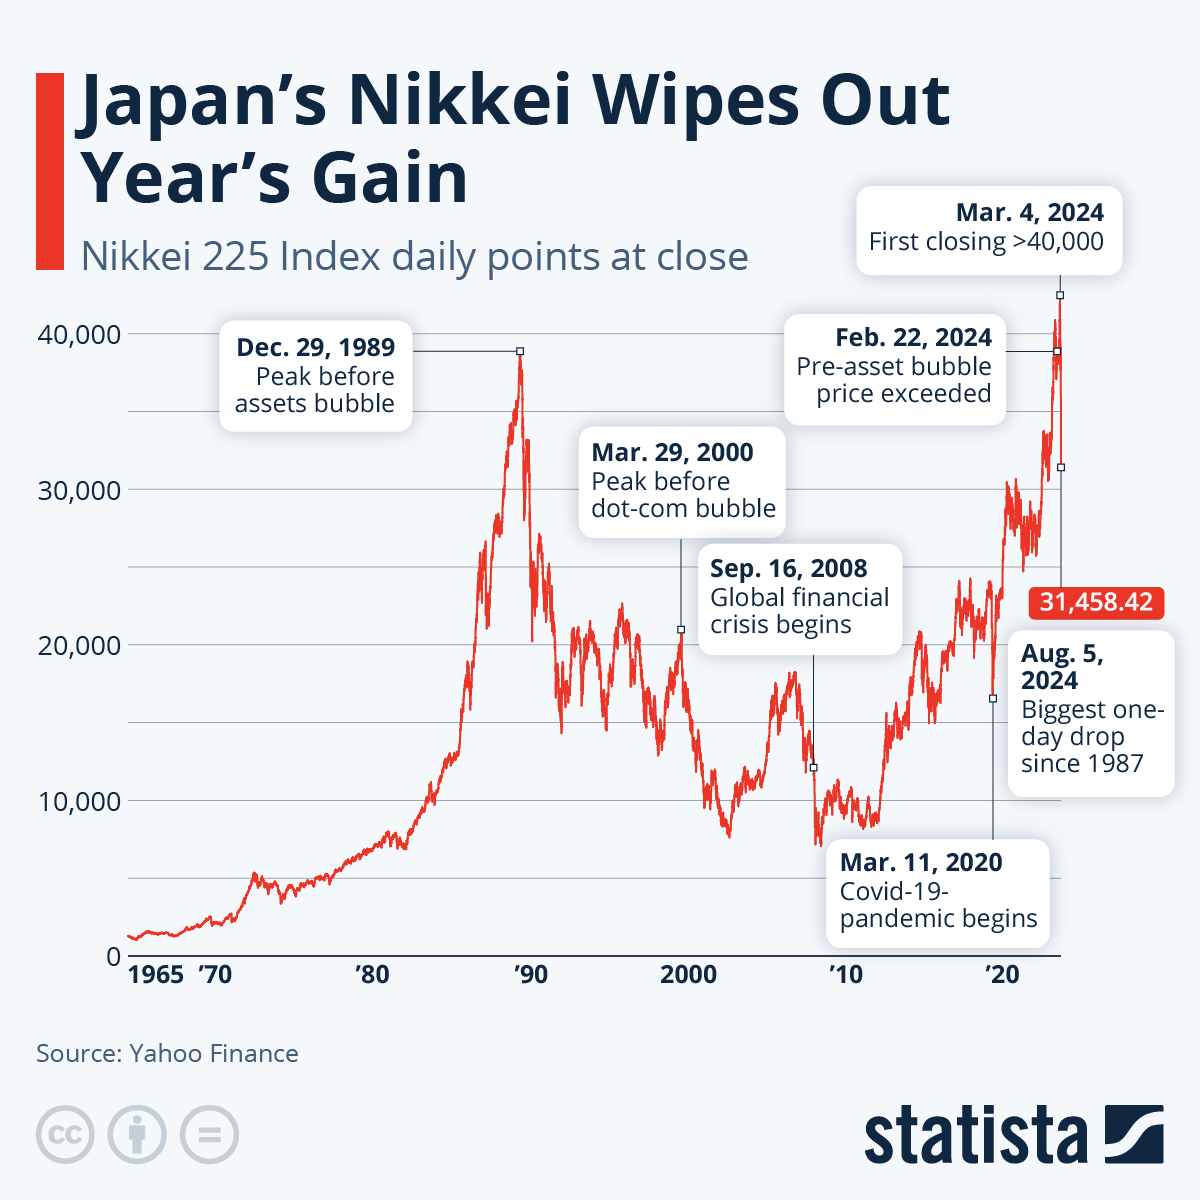 Japan’s Nikkei Wipes Out
Year’s Gain
Nikkei 225 Index daily points at close
Mar. 4, 2024
First closing >40,000
40,000
Dec. 29, 1989
Peak before
assets bubble
Feb. 22, 2024
Pre-asset bubble
price exceeded
Mar. 29, 2000
Peak before
dot-com bubble
30,000
Sep. 16, 2008
Global financial
crisis begins
31,458.42
20,000
Aug. 5,
2024
Biggest one-
day drop
since 1987
10,000
Mar. 11, 2020
Covid-19-
pandemic begins
0
1965 ’70 ’80 ’90 2000 ’10 ’20
Source: Yahoo Finance
cc
statista